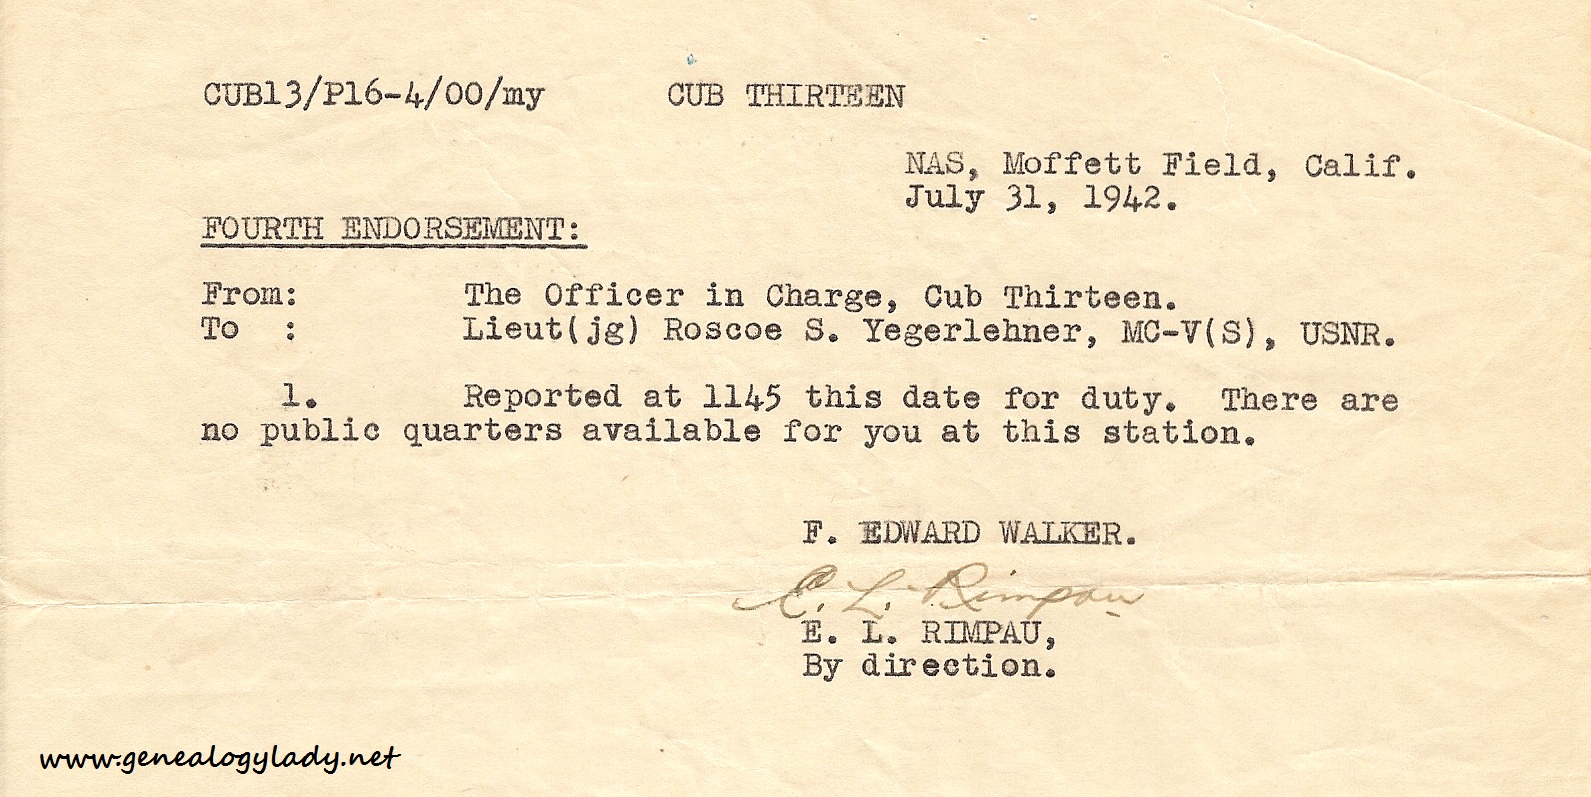 CUB13/P16-4/00/my CUB THIRTEEN
NAS, Moffett Field, Calif.
July 31, 1942.
FOURTH ENDORSEMENT:
From: The Officer in Charge, Cub Thirteen.
To : Lieut(jg) Roscoe S. Yegerlehner, MC-V(S), USNR.
1. Reported at 1145 this date for duty. There are
no public quarters available for you at this station.
F. EDWARD WALKER.
E. L. Rimpau
E. L. RIMPAU,
By direction.
www.genealogylady.net